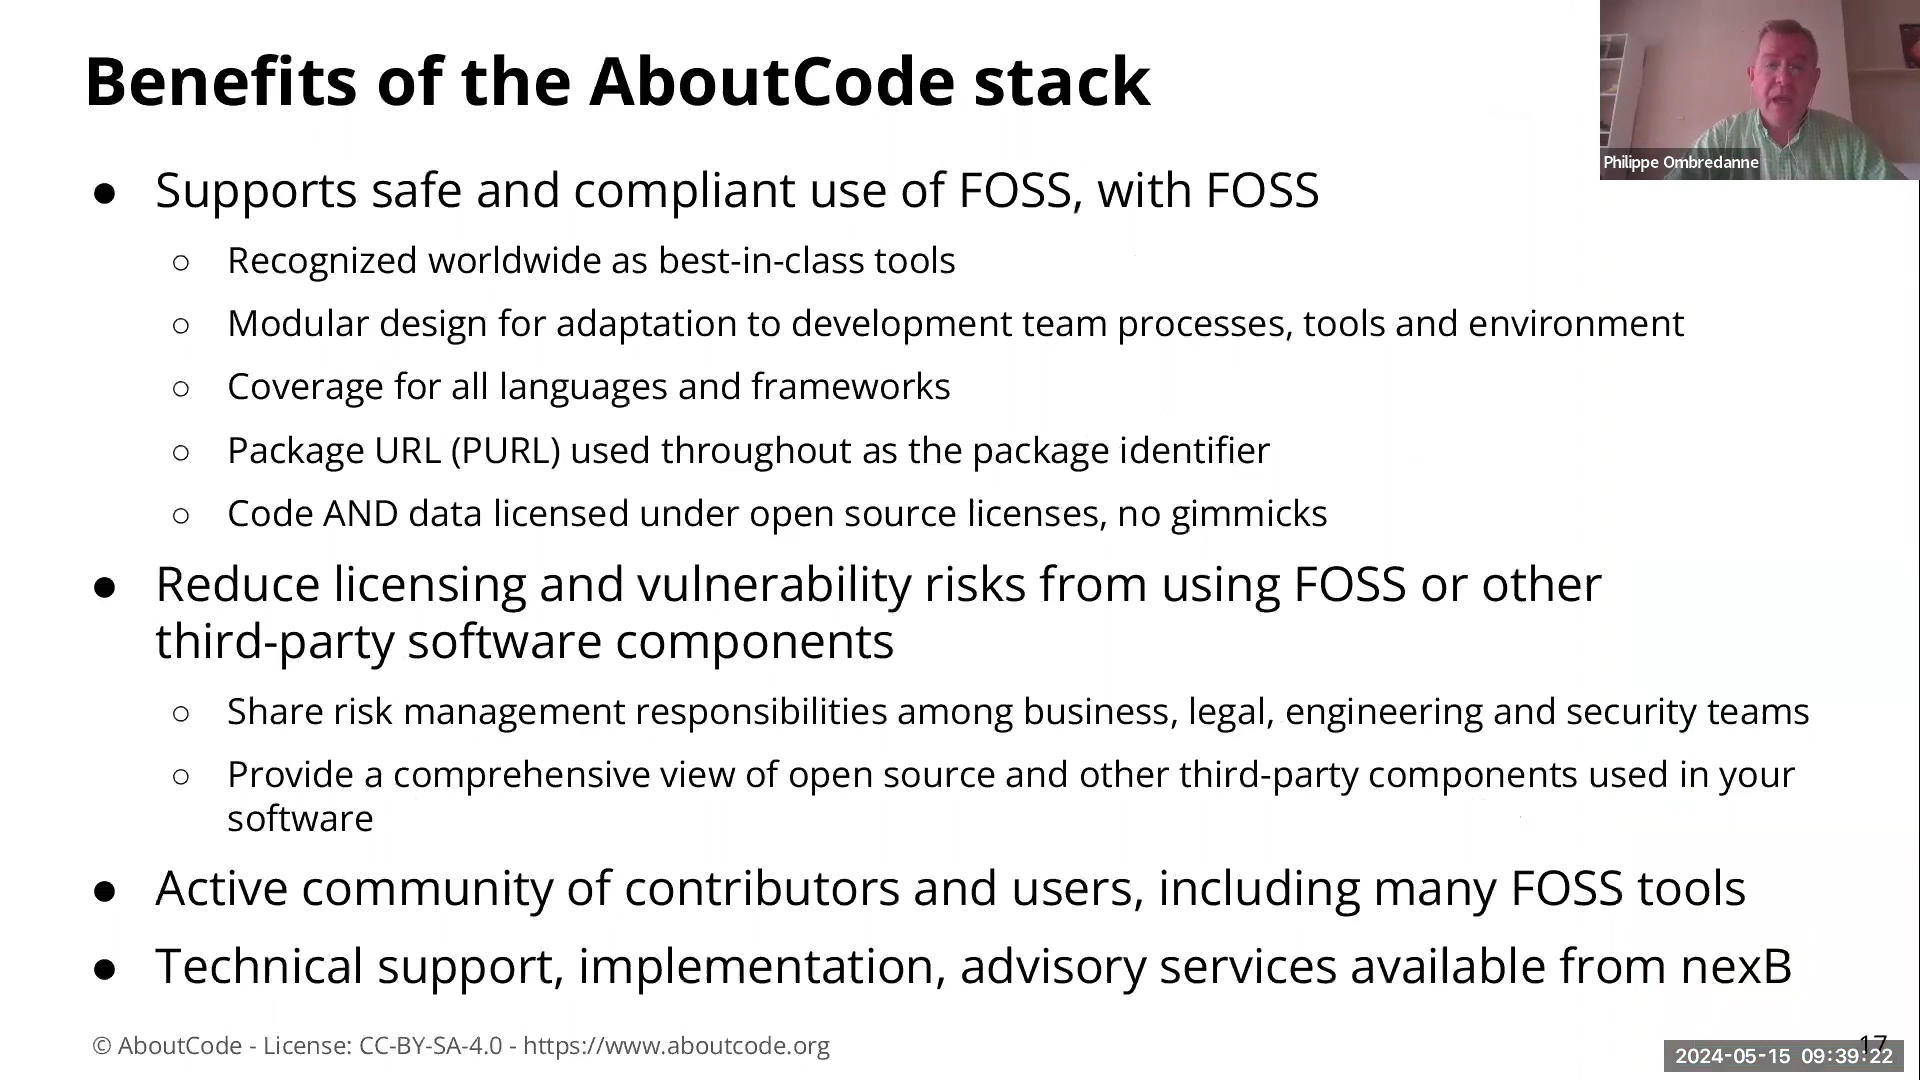 Benefits of the AboutCode stack
Philippe Ombredanne
● Supports safe and compliant use of FOSS, with FOSS
○ Recognized worldwide as best-in-class tools
○ Modular design for adaptation to development team processes, tools and environment
○ Coverage for all languages and frameworks
○ Package URL (PURL) used throughout as the package identifier
○ Code AND data licensed under open source licenses, no gimmicks
● Reduce licensing and vulnerability risks from using FOSS or other
third-party software components
○ Share risk management responsibilities among business, legal, engineering and security teams
○ Provide a comprehensive view of open source and other third-party components used in your
software
● Active community of contributors and users, including many FOSS tools
● Technical support, implementation, advisory services available from nexB
© AboutCode - License: CC-BY-SA-4.0 - https://www.aboutcode.org
17
2024-05-15 09:39:22